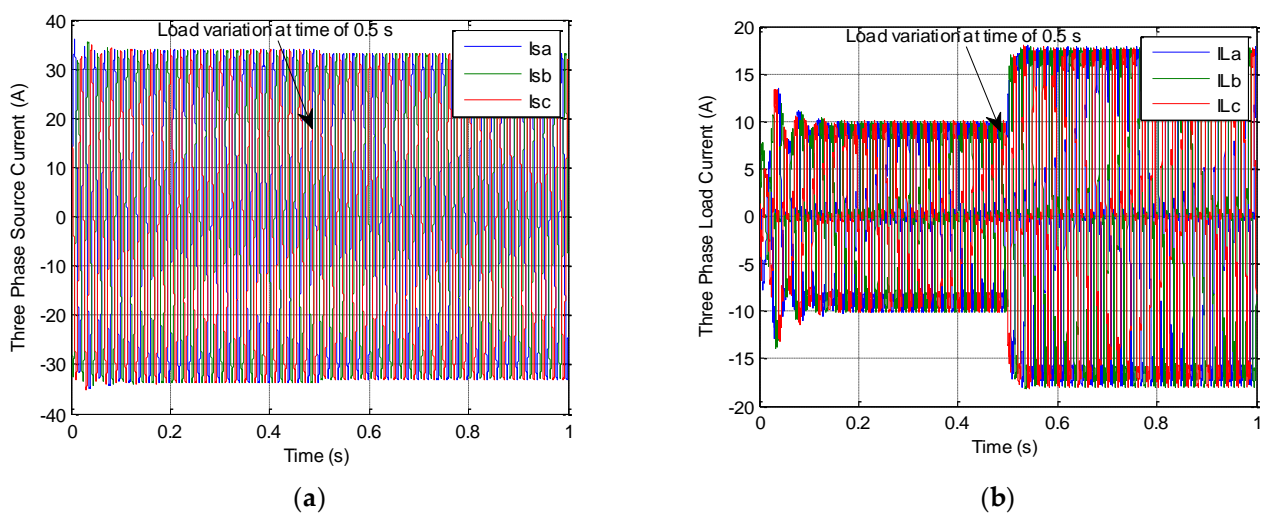 Load variation at time of 0.5 s
Three Phase Source Current (A)
40
30
20
10
0
-10
-20
-30
-40
Isa
Isb
Isc
0
0.2
0.4
0.6
0.8
1
Time (s)
(a)
Load variation at time of 0.5 s
Three Phase Load Current (A)
20
15
10
5
0
-5
-10
-15
-20
ILa
ILb
ILc
0
0.2
0.4
0.6
0.8
1
Time (s)
(b)